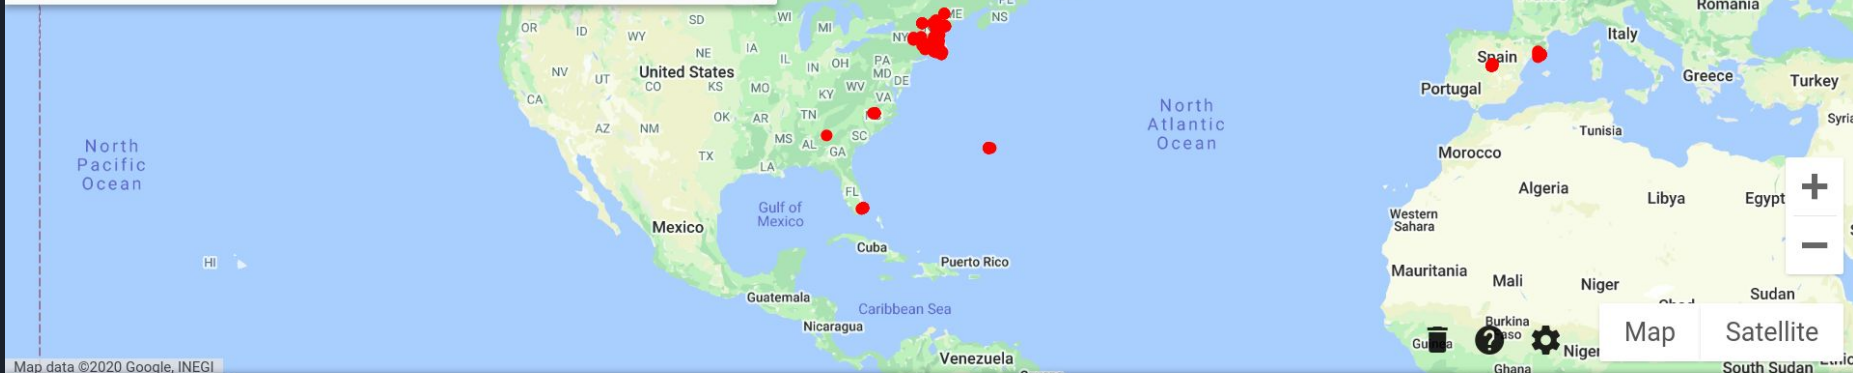 ME
NS
Romania
SD
WI
OR
ID
MI
WY
NY
Italy
IA
NE
IL
OH
PA
Spain
United States
IN
MD
NV
UT
DE
Greece
Turkey
CO
KS
MO
WV
Portugal
KY
VA
CA
North
Atlantic
Ocean
OK
AR
TN
Syria
AZ
NM
MS
SC
Tunisia
AL
GA
North
Pacific
Ocean
TX
LA
Morocco
FL
Algeria
Libya
Egypt
Gulf of
Mexico
Western
Sahara
Mexico
Cuba
HI
Puerto Rico
Mauritania
Mali
Niger
Guatemala
Sudan
Caribbean Sea
Chad
Nicaragua
Burkina
Faso
Map
Satellite
Guinea
Venezuela
Map data ©2020 Google, INEGI
Ghana
South Sudan